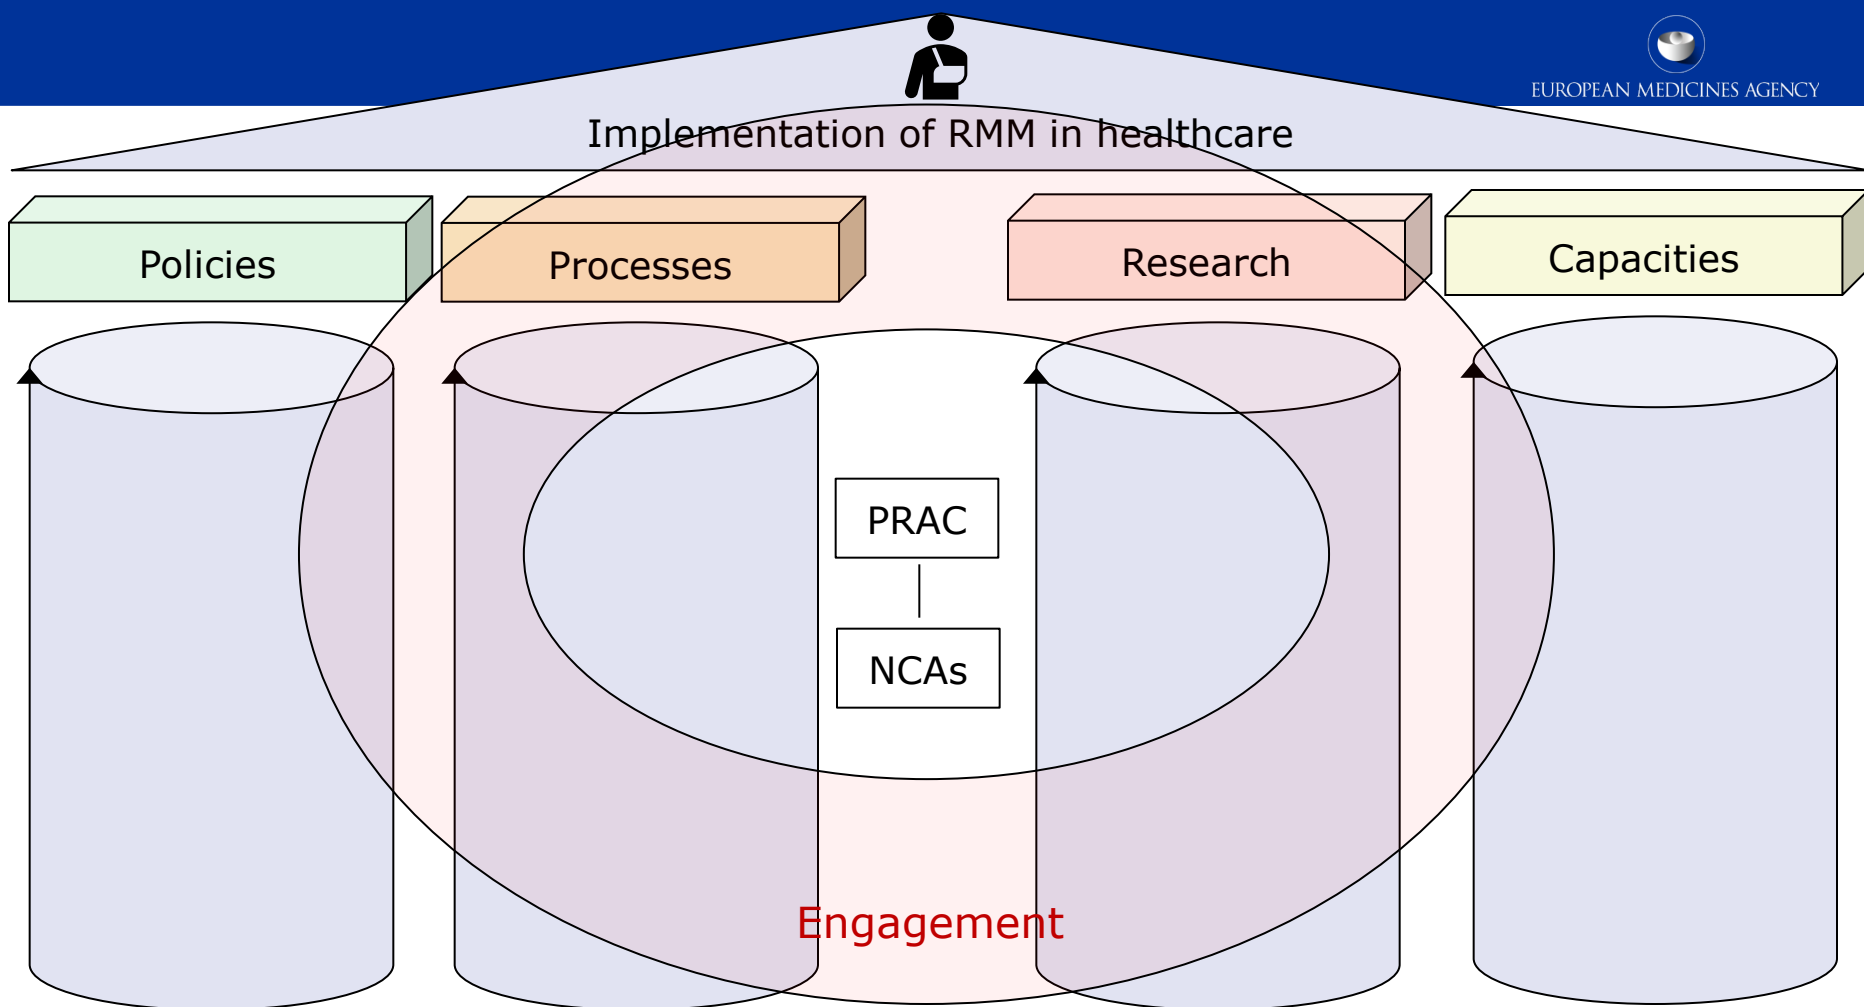 EUROPEAN MEDICINES AGENCY
Implementation of RMM in healthcare
Policies
Processes
Research
Capacities
PRAC
NCAs
Engagement